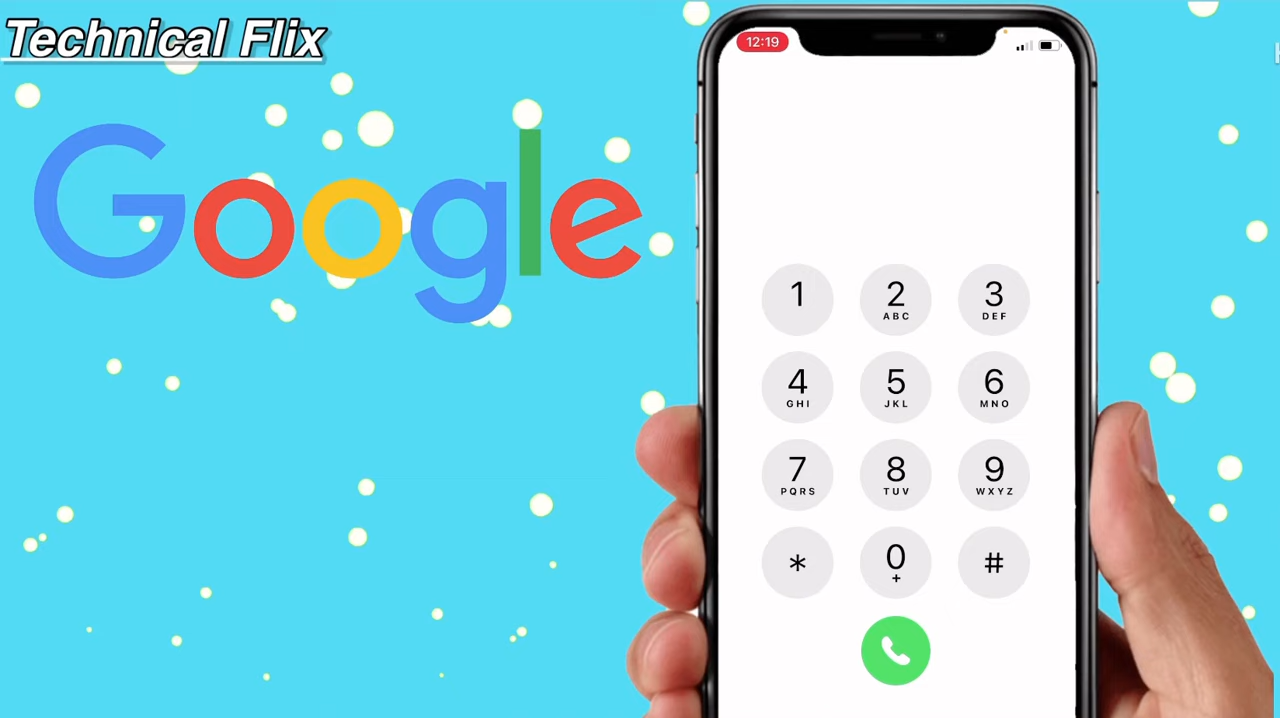 Technical Flix
Google
12:19
1
2
ABC
3
DEF
4
GHI
5
JKL
6
MNO
7
PQRS
8
TUV
9
WXYZ
*
0
+
#